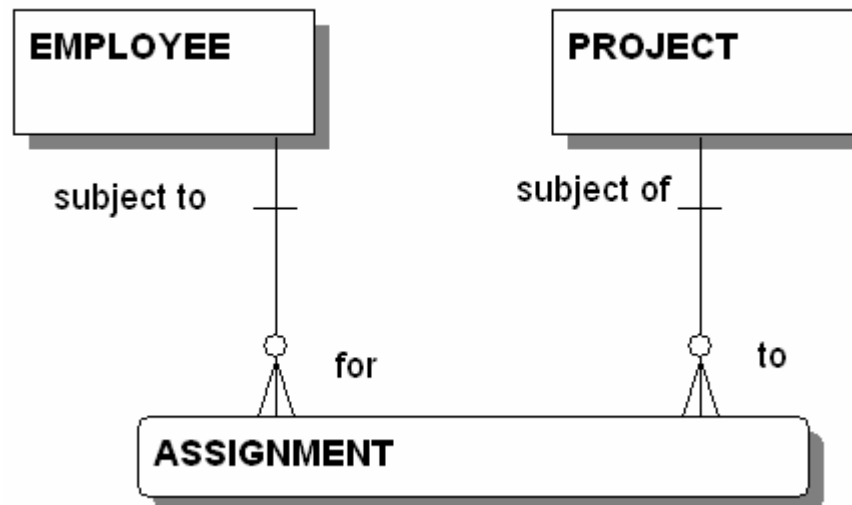 EMPLOYEE
PROJECT
subject to
subject of
for
to
ASSIGNMENT